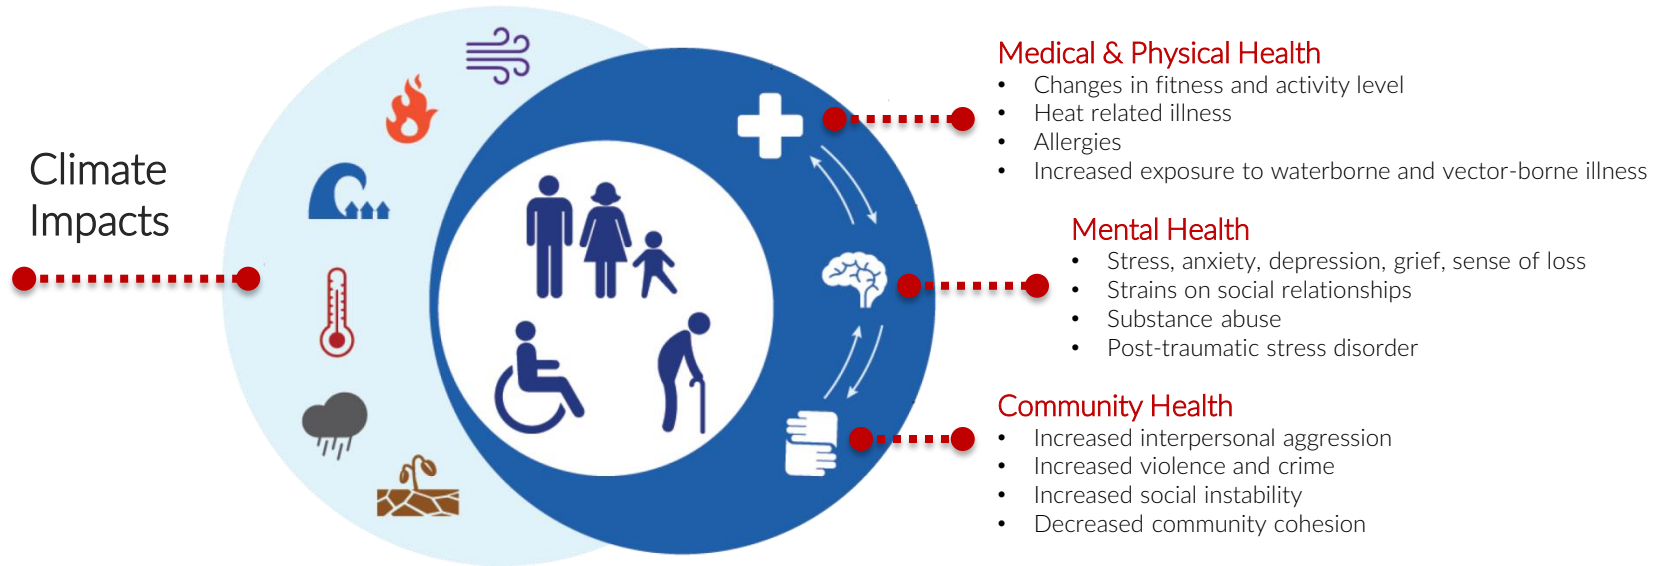 Climate
Impacts
Medical & Physical Health
• Changes in fitness and activity level
• Heat related illness
• Allergies
• Increased exposure to waterborne and vector-borne illness
Mental Health
• Stress, anxiety, depression, grief, sense of loss
• Strains on social relationships
• Substance abuse
• Post-traumatic stress disorder
Community Health
• Increased interpersonal aggression
• Increased violence and crime
• Increased social instability
• Decreased community cohesion